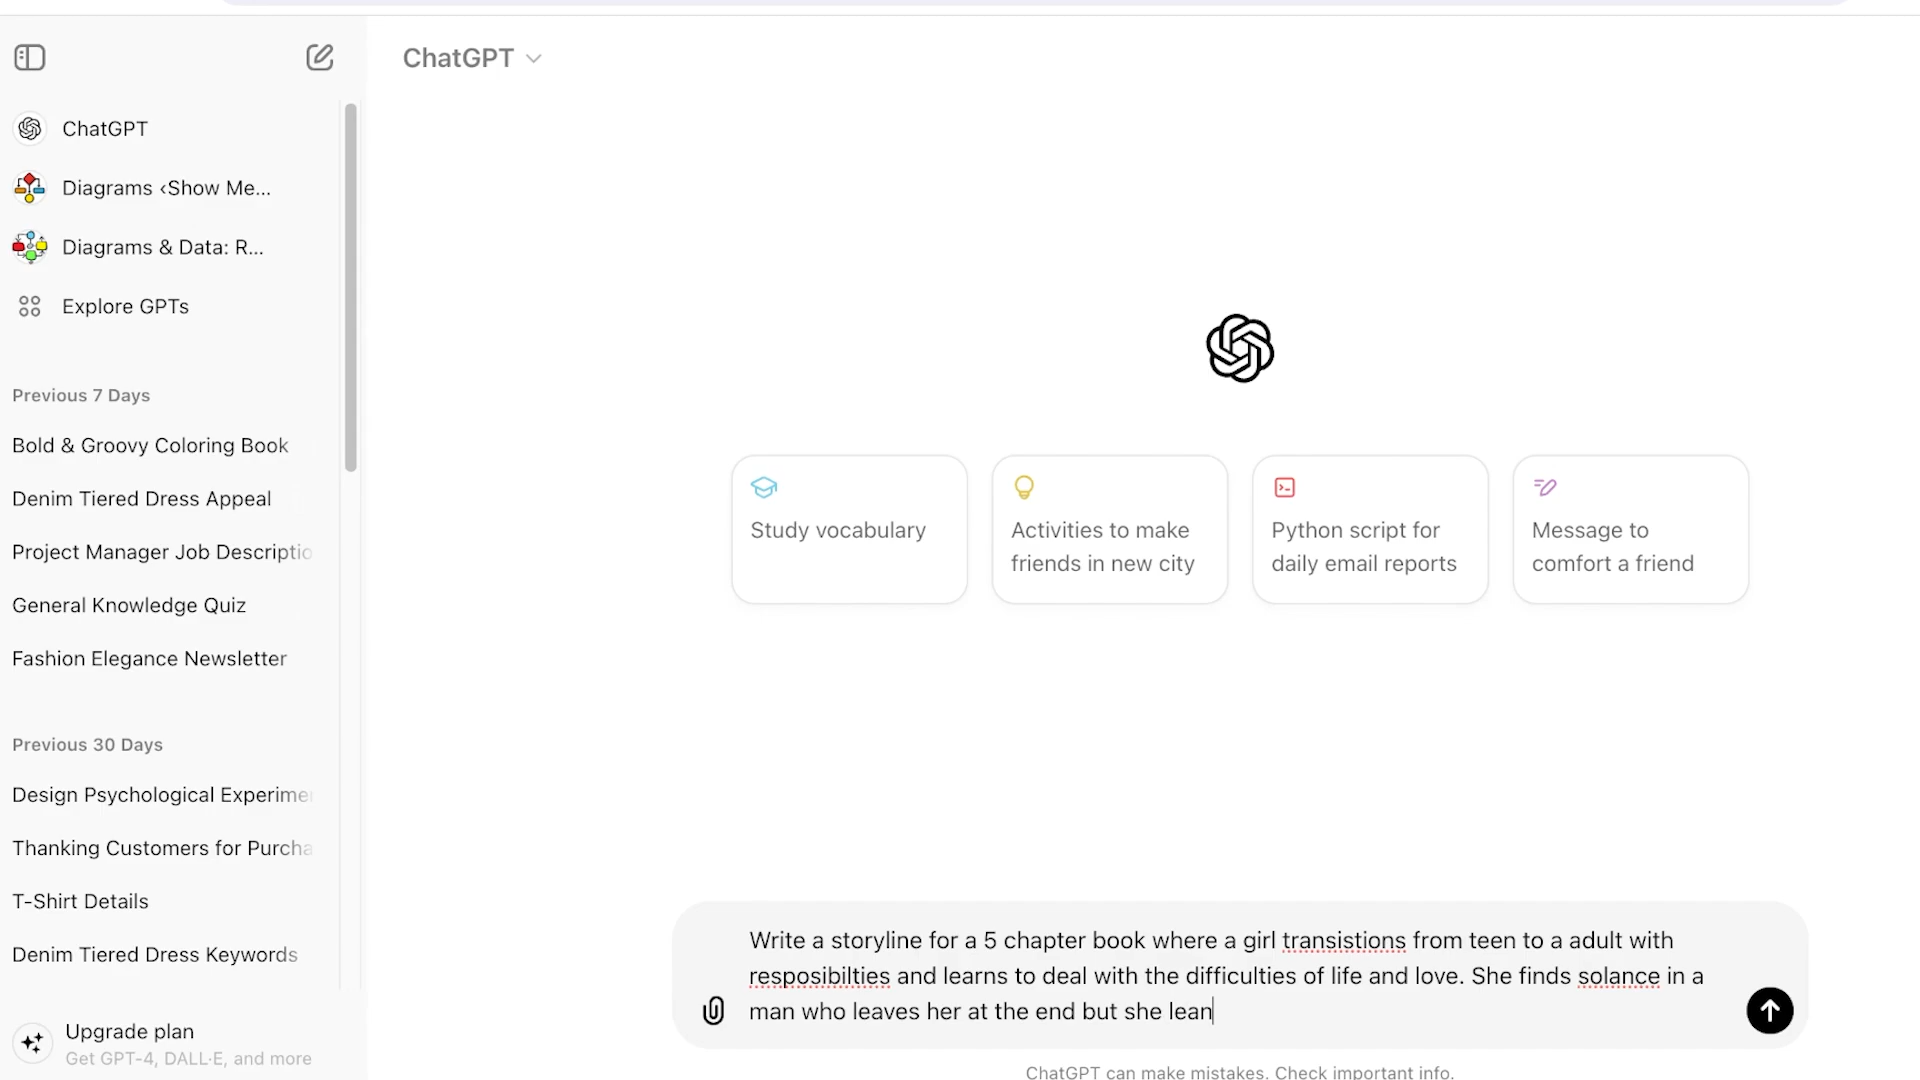 ChatGPT
ChatGPT
Diagrams ‹Show Me...
Diagrams & Data: R...
Explore GPTs
Previous 7 Days
Bold & Groovy Coloring Book
Denim Tiered Dress Appeal
Project Manager Job Descriptio
General Knowledge Quiz
Fashion Elegance Newsletter
Previous 30 Days
Design Psychological Experimen
Thanking Customers for Purcha
T-Shirt Details
Denim Tiered Dress Keywords
Upgrade plan
Get GPT-4, DALL·E, and more
Study vocabulary
Activities to make
friends in new city
Python script for
daily email reports
Message to
comfort a friend
Write a storyline for a 5 chapter book where a girl transistions from teen to a adult with
resposibilties and learns to deal with the difficulties of life and love. She finds solance in a
man who leaves her at the end but she lean
ChatGPT can make mistakes. Check important info.